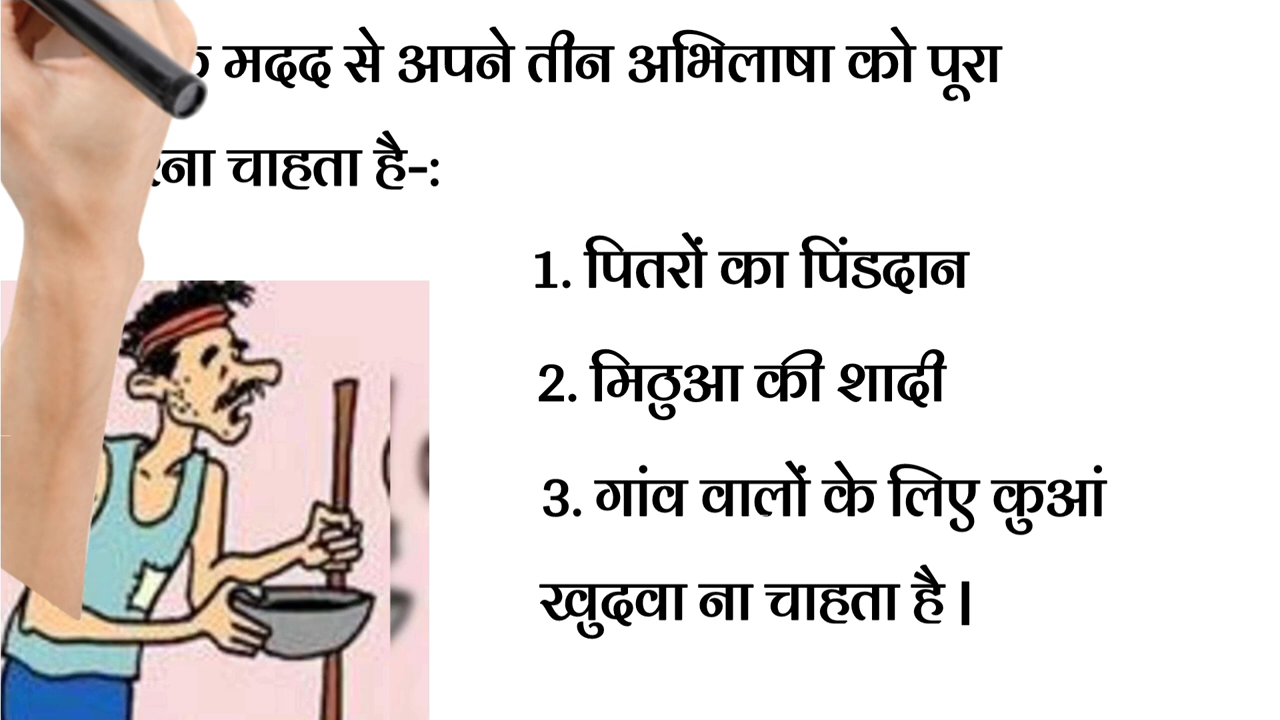 मदद से अपने तीन अभिलाषा को पूरा
चाहता है-:
1. पितरों का पिंडदान
2. मिठुआ की शादी
3. गांव वालों के लिए कुआं
खुदवा ना चाहता है।